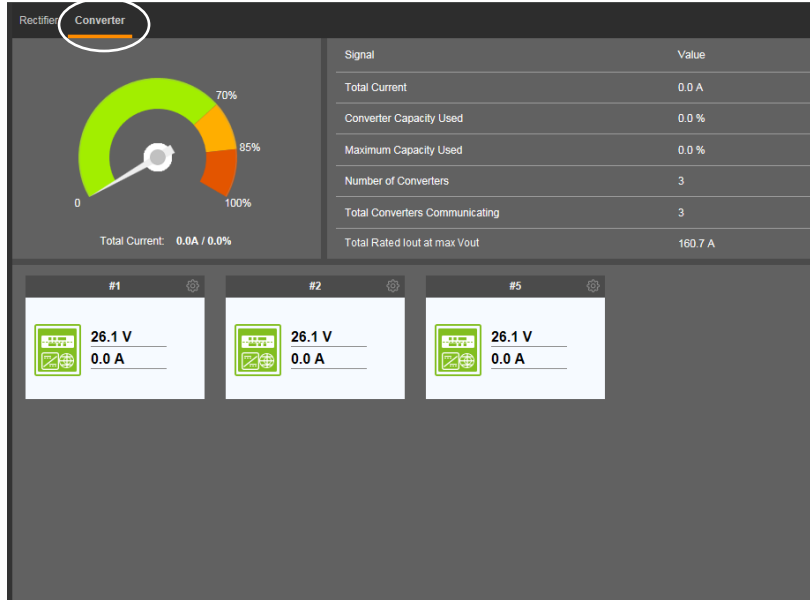 Rectifier Converter
70%
85%
0 100%
Total Current: 0.0A / 0.0%
Signal Value
Total Current 0.0 A
Converter Capacity Used 0.0 %
Maximum Capacity Used 0.0 %
Number of Converters 3
Total Converters Communicating 3
Total Rated Iout at max Vout 160.7 A
#1 #2 #5
26.1 V 26.1 V 26.1 V
0.0 A 0.0 A 0.0 A